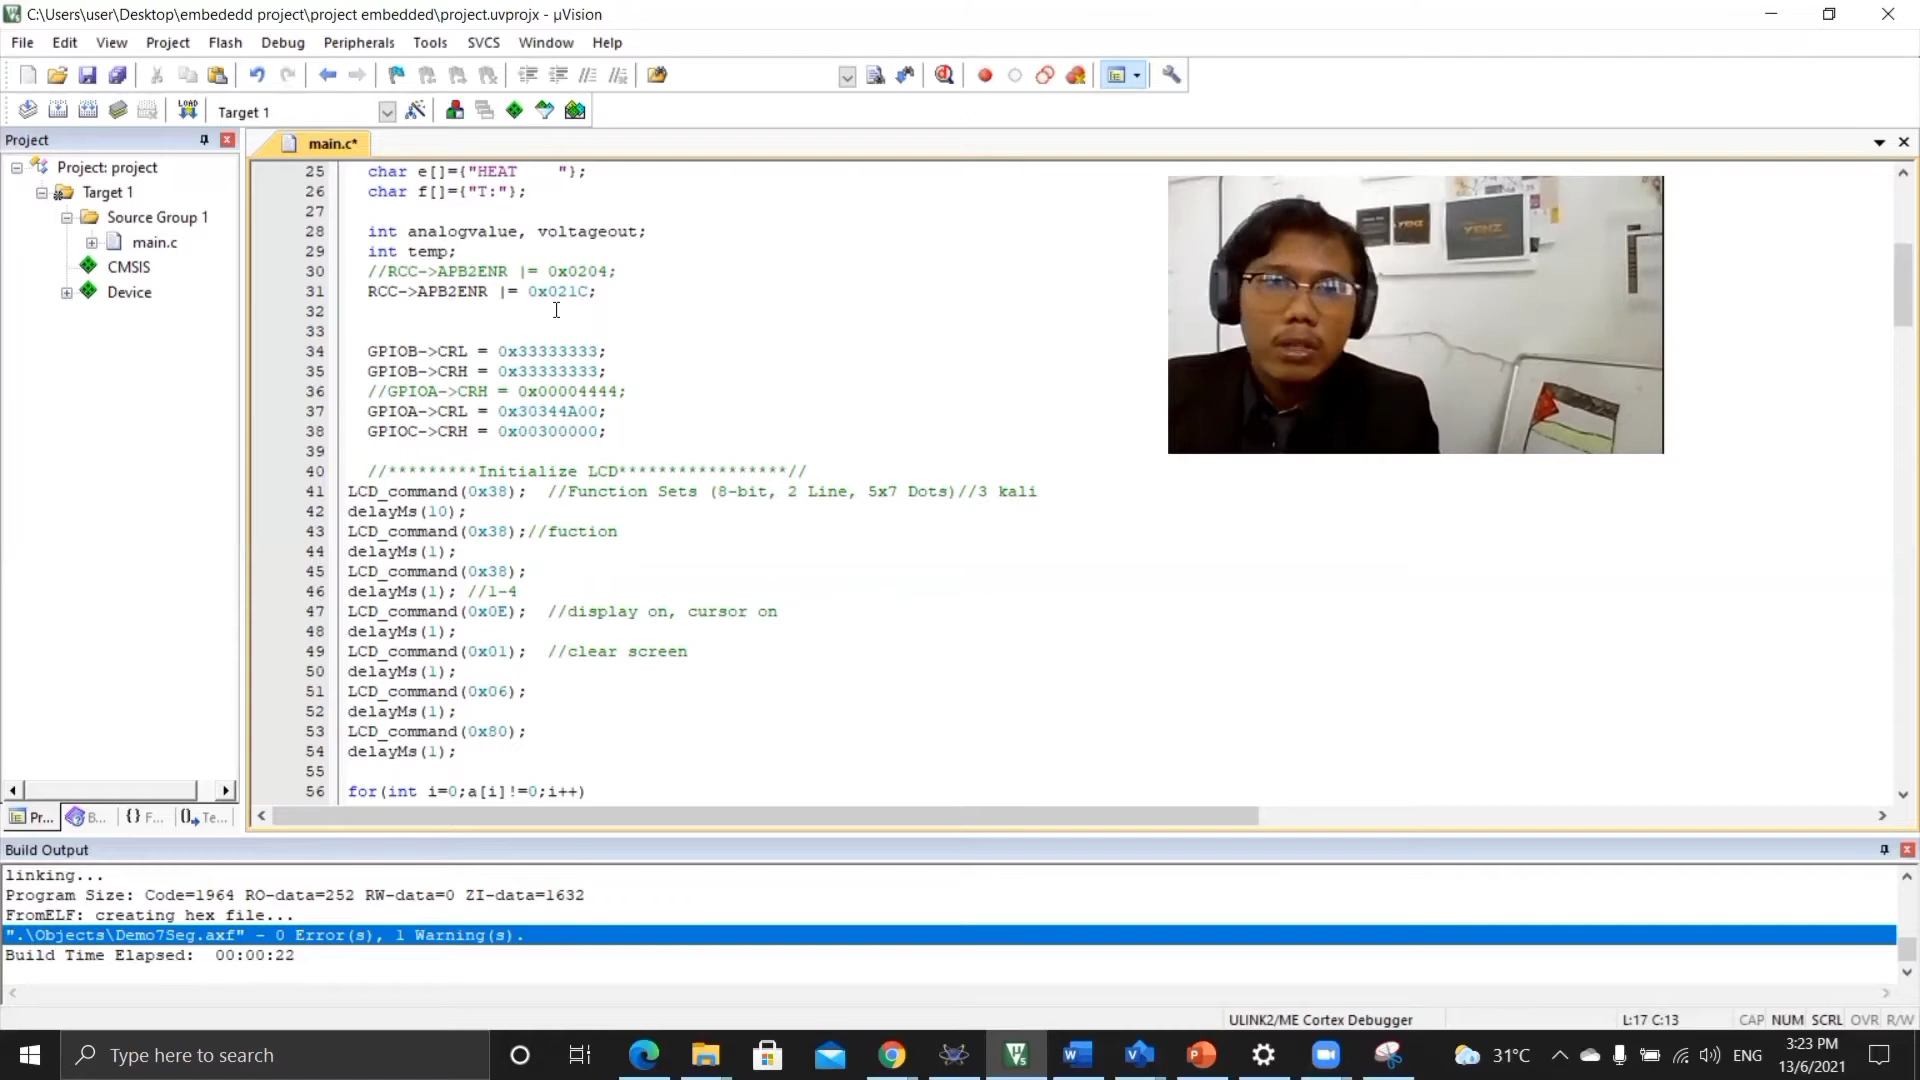 C:\Users\user\Desktop\embededd project\project embedded\project.uvprojx - µVision
File Edit View Project Flash Debug Peripherals Tools SVCS Window Help
LOAD Target 1
Project
main.c*
Project: project
Target 1
Source Group 1
main.c
CMSIS
Device
25 char e[]={"HEAT    "};
26 char f[]={"T:"};
27
28 int analogvalue, voltageout;
29 int temp;
30 //RCC->APB2ENR |= 0x0204;
31 RCC->APB2ENR |= 0x021C;
32
33
34 GPIOB->CRL = 0x33333333;
35 GPIOB->CRH = 0x33333333;
36 //GPIOA->CRH = 0x00004444;
37 GPIOA->CRL = 0x30344A00;
38 GPIOC->CRH = 0x00300000;
39
40 //*********Initialize LCD*****************//
41 LCD_command(0x38);  //Function Sets (8-bit, 2 Line, 5x7 Dots)//3 kali
42 delayMs(10);
43 LCD_command(0x38);//fuction
44 delayMs(1);
45 LCD_command(0x38);
46 delayMs(1); //1-4
47 LCD_command(0x0E);  //display on, cursor on
48 delayMs(1);
49 LCD_command(0x01);  //clear screen
50 delayMs(1);
51 LCD_command(0x06);
52 delayMs(1);
53 LCD_command(0x80);
54 delayMs(1);
55
56 for(int i=0;a[i]!=0;i++)
Pr... B... {} F... Te...
Build Output
linking...
Program Size: Code=1964 RO-data=252 RW-data=0 ZI-data=1632
FromELF: creating hex file...
".\Objects\Demo7Seg.axf" - 0 Error(s), 1 Warning(s).
Build Time Elapsed:  00:00:22
ULINK2/ME Cortex Debugger L:17 C:13 CAP NUM SCRL OVR R/W
Type here to search
31°C ENG 3:23 PM
13/6/2021